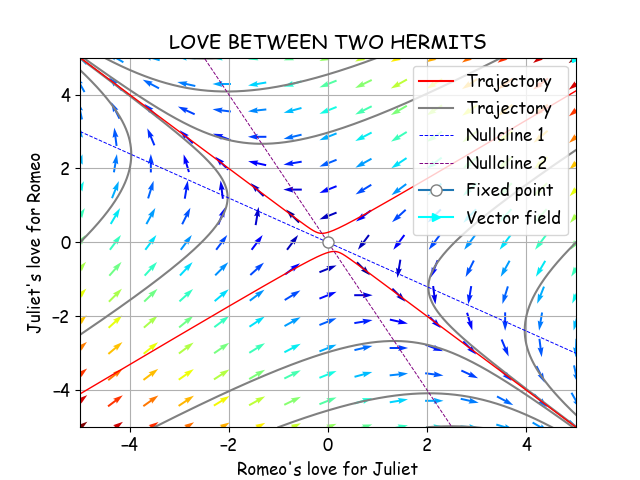 LOVE BETWEEN TWO HERMITS
Trajectory
Trajectory
Nullcline 1
Nullcline 2
Fixed point
Vector field
Juliet's love for Romeo
4
2
0
−2
−4
−4
−2
0
2
4
Romeo's love for Juliet